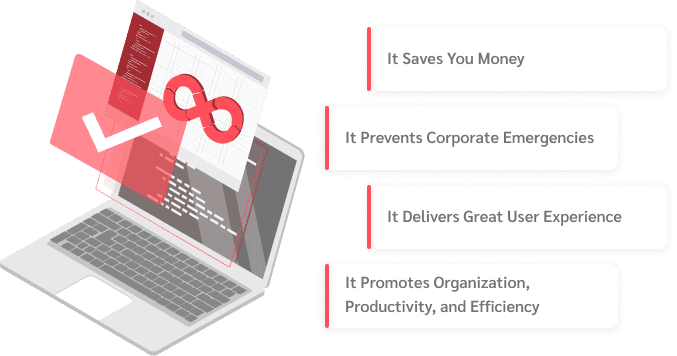 It Saves You Money
It Prevents Corporate Emergencies
It Delivers Great User Experience
It Promotes Organization,
Productivity, and Efficiency